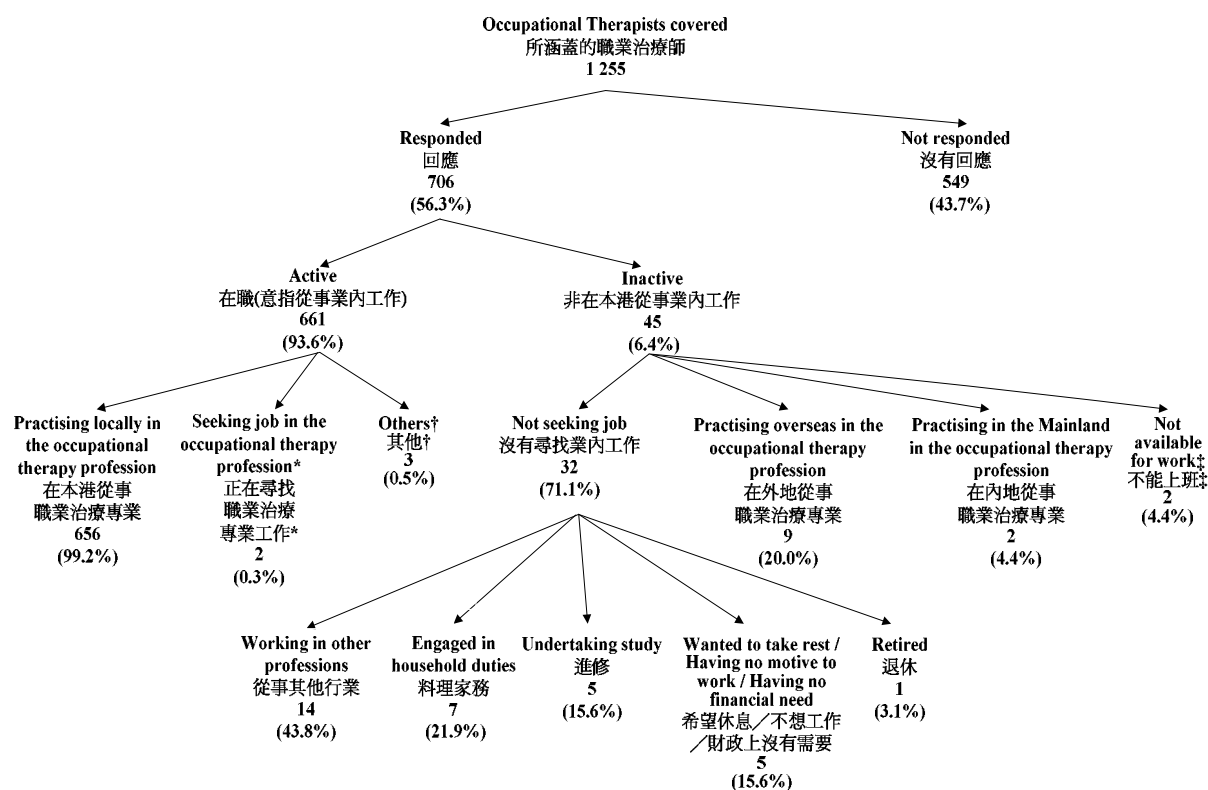 Occupational Therapists covered
所涵蓋的職業治療師
1 255
Responded
回應
706
(56.3%)
Not responded
沒有回應
549
(43.7%)
Active
在職(意指從事業內工作)
661
(93.6%)
Inactive
非在本港從事業內工作
45
(6.4%)
Practising locally in
the occupational
therapy profession
在本港從事
職業治療專業
656
(99.2%)
Seeking job in the
occupational therapy
profession*
正在尋找
職業治療
專業工作*
2
(0.3%)
Others†
其他†
3
(0.5%)
Not seeking job
沒有尋找業內工作
32
(71.1%)
Practising overseas in the
occupational therapy
profession
在外地從事
職業治療專業
9
(20.0%)
Practising in the Mainland
in the occupational therapy
profession
在內地從事
職業治療專業
2
(4.4%)
Not
available
for work‡
不能上班‡
2
(4.4%)
Working in other
professions
從事其他行業
14
(43.8%)
Engaged in
household duties
料理家務
7
(21.9%)
Undertaking study
進修
5
(15.6%)
Wanted to take rest /
Having no motive to
work / Having no
financial need
希望休息／不想工作
／財政上沒有需要
5
(15.6%)
Retired
退休
1
(3.1%)